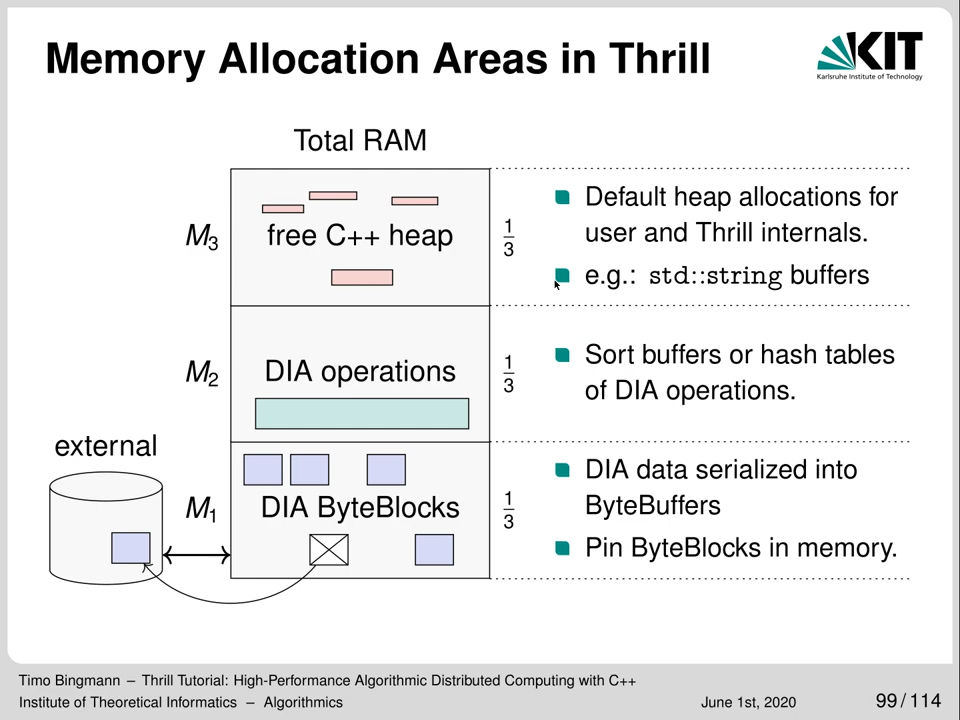 Memory Allocation Areas in Thrill
KIT
Karlsruhe Institute of Technology
Total RAM
M3
free C++ heap
1/3
Default heap allocations for
user and Thrill internals.
e.g.: std::string buffers
M2
DIA operations
1/3
Sort buffers or hash tables
of DIA operations.
external
M1
DIA ByteBlocks
1/3
DIA data serialized into
ByteBuffers
Pin ByteBlocks in memory.
Timo Bingmann – Thrill Tutorial: High-Performance Algorithmic Distributed Computing with C++
Institute of Theoretical Informatics – Algorithmics
June 1st, 2020
99 / 114